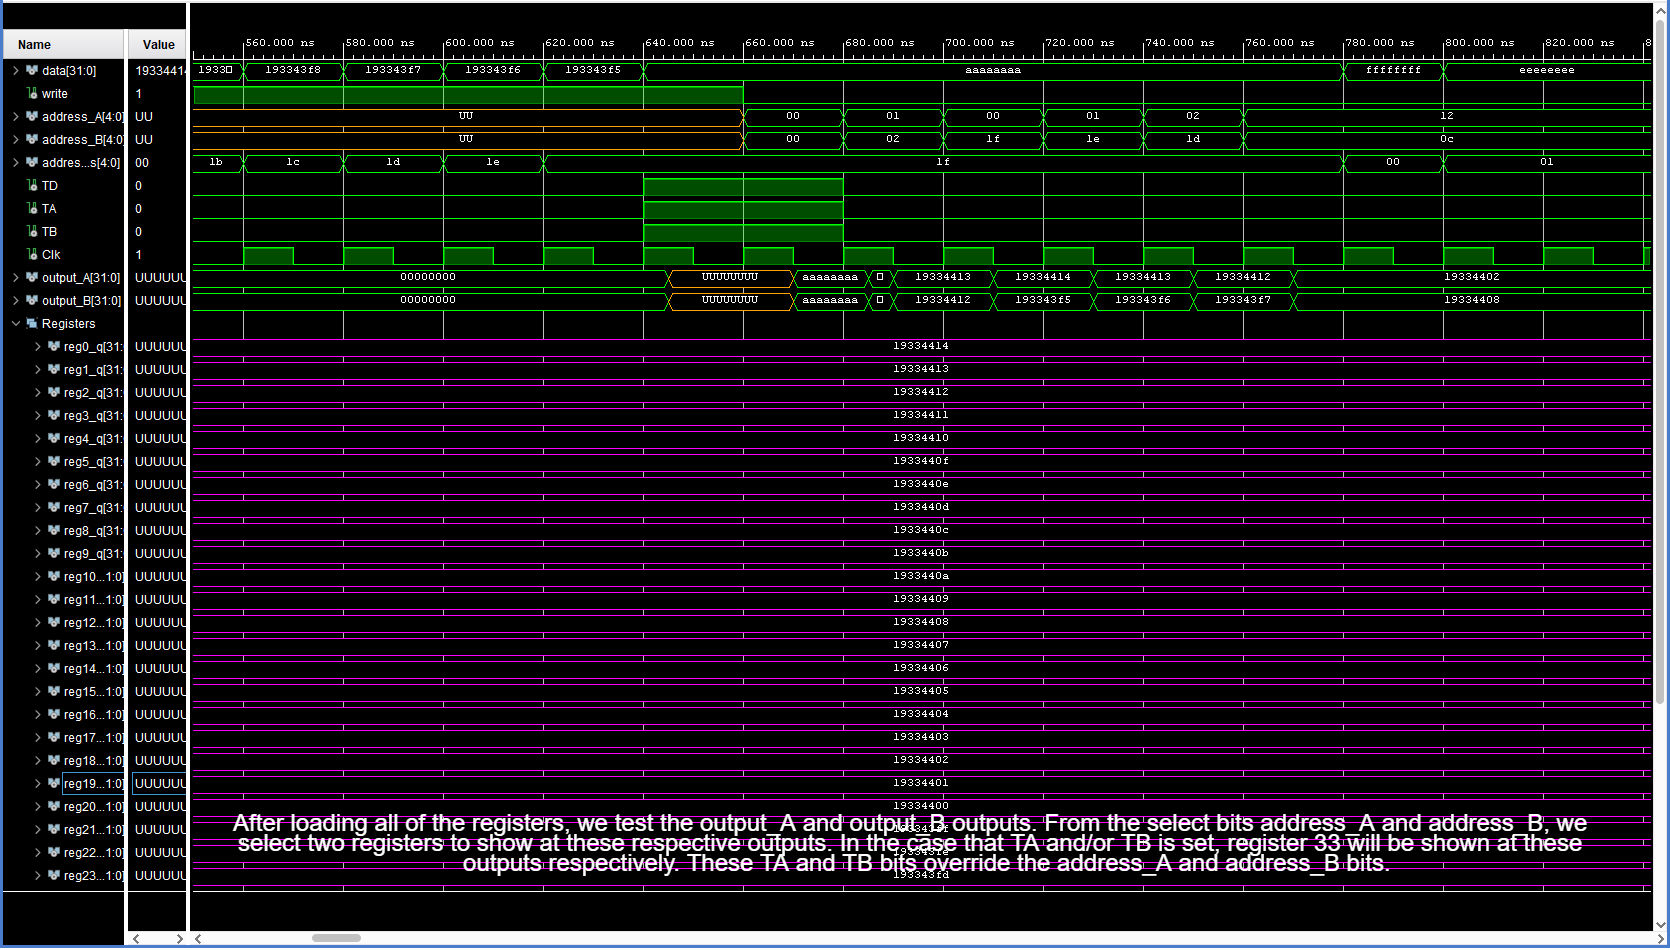 Name Value
560.000 ns 580.000 ns 600.000 ns 620.000 ns 640.000 ns 660.000 ns 680.000 ns 700.000 ns 720.000 ns 740.000 ns 760.000 ns 780.000 ns 800.000 ns 820.000 ns 8
data[31:0] 19334414 1933 193343f8 193343f7 193343f6 193343f5 aaaaaaaa ffffffff eeeeeeee
write 1
address_A[4:0] UU UU 00 01 00 01 02 12
address_B[4:0] UU UU 00 02 1f 1e 1d 0c
addres...s[4:0] 00 1b 1c 1d 1e 1f 00 01
TD 0
TA 0
TB 0
Clk 1
output_A[31:0] UUUUUU 00000000 UUUUUUUU aaaaaaaa 19334413 19334414 19334413 19334412 19334402
output_B[31:0] UUUUUU 00000000 UUUUUUUU aaaaaaaa 19334412 193343f5 193343f6 193343f7 19334408
Registers
reg0_q[31: UUUUUU 19334414
reg1_q[31: UUUUUU 19334413
reg2_q[31: UUUUUU 19334412
reg3_q[31: UUUUUU 19334411
reg4_q[31: UUUUUU 19334410
reg5_q[31: UUUUUU 1933440f
reg6_q[31: UUUUUU 1933440e
reg7_q[31: UUUUUU 1933440d
reg8_q[31: UUUUUU 1933440c
reg9_q[31: UUUUUU 1933440b
reg10...1:0] UUUUUU 1933440a
reg11...1:0] UUUUUU 19334409
reg12...1:0] UUUUUU 19334408
reg13...1:0] UUUUUU 19334407
reg14...1:0] UUUUUU 19334406
reg15...1:0] UUUUUU 19334405
reg16...1:0] UUUUUU 19334404
reg17...1:0] UUUUUU 19334403
reg18...1:0] UUUUUU 19334402
reg19...1:0] UUUUUU 19334401
reg20...1:0] UUUUUU 19334400
After loading all of the registers, we test the output_A and output_B outputs. From the select bits address_A and address_B, we
reg21...1:0] UUUUUU
select two registers to show at these respective outputs. In the case that TA and/or TB is set, register 33 will be shown at these
reg22...1:0] UUUUUU
outputs respectively. These TA and TB bits override the address_A and address_B bits.
reg23...1:0] UUUUUU 193343fd